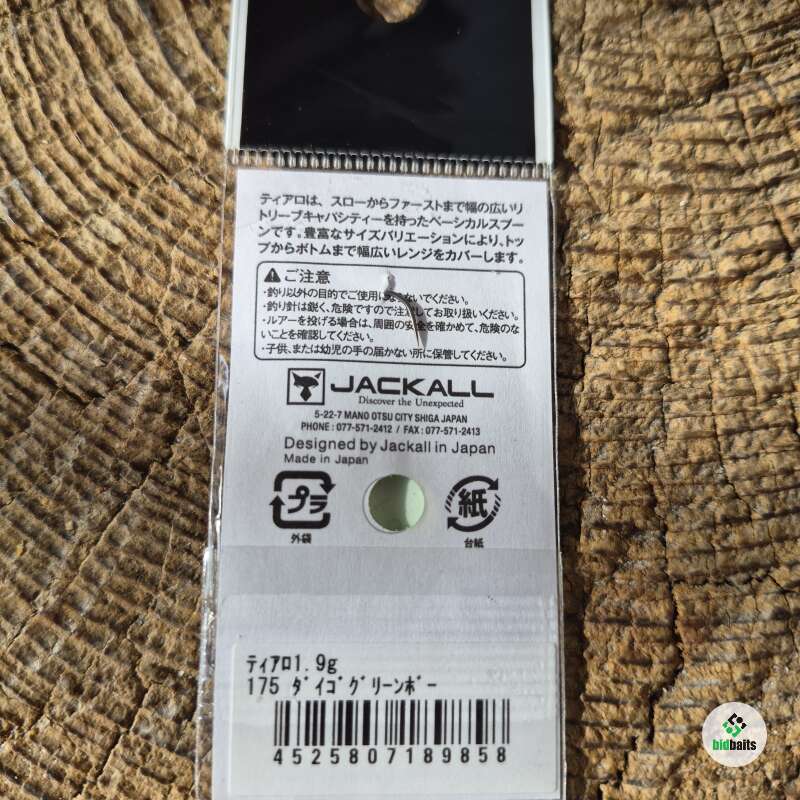 ティアロは、スローからファーストまで幅の広いリ
トリーブキャパシティーを持ったベーシカルスプー
ンです。豊富なサイズバリエーションにより、トッ
プからボトムまで幅広いレンジをカバーします。
ご注意
・釣り以外の目的でご使用にならないでください。
・釣り針は鋭く、危険ですので注意してお取り扱いください。
・ルアーを投げる場合は、周囲の安全を確かめて、危険のな
いことを確認してください。
・子供、または幼児の手の届かない所に保管してください。
JACKALL
Discover the Unexpected
5-22-7 MANO OTSU CITY SHIGA JAPAN
PHONE : 077-571-2412 / FAX : 077-571-2413
Designed by Jackall in Japan
Made in Japan
プラ
紙
外袋
台紙
ﾃｨｱﾛ1.9g
175 ﾀﾞｲｺﾞｸﾞﾘｰﾝﾎﾞｰ
4525807189858
bidbaits